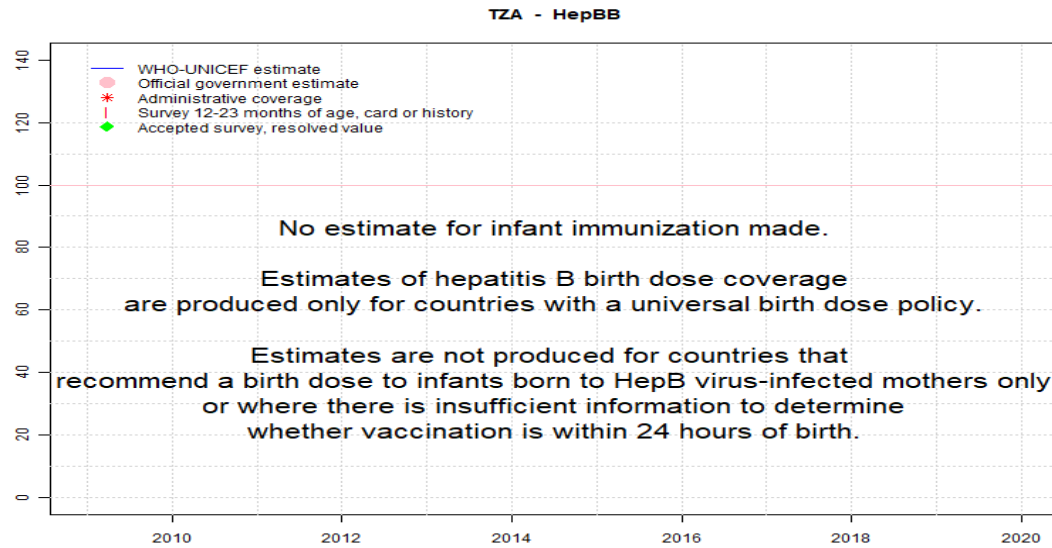 TZA - HepBB
WHO-UNICEF estimate
Official government estimate
Administrative coverage
Survey 12-23 months of age, card or history
Accepted survey, resolved value
140
120
100
80
60
40
20
0
No estimate for infant immunization made.
Estimates of hepatitis B birth dose coverage
are produced only for countries with a universal birth dose policy.
Estimates are not produced for countries that
recommend a birth dose to infants born to HepB virus-infected mothers only
or where there is insufficient information to determine
whether vaccination is within 24 hours of birth.
2010 2012 2014 2016 2018 2020